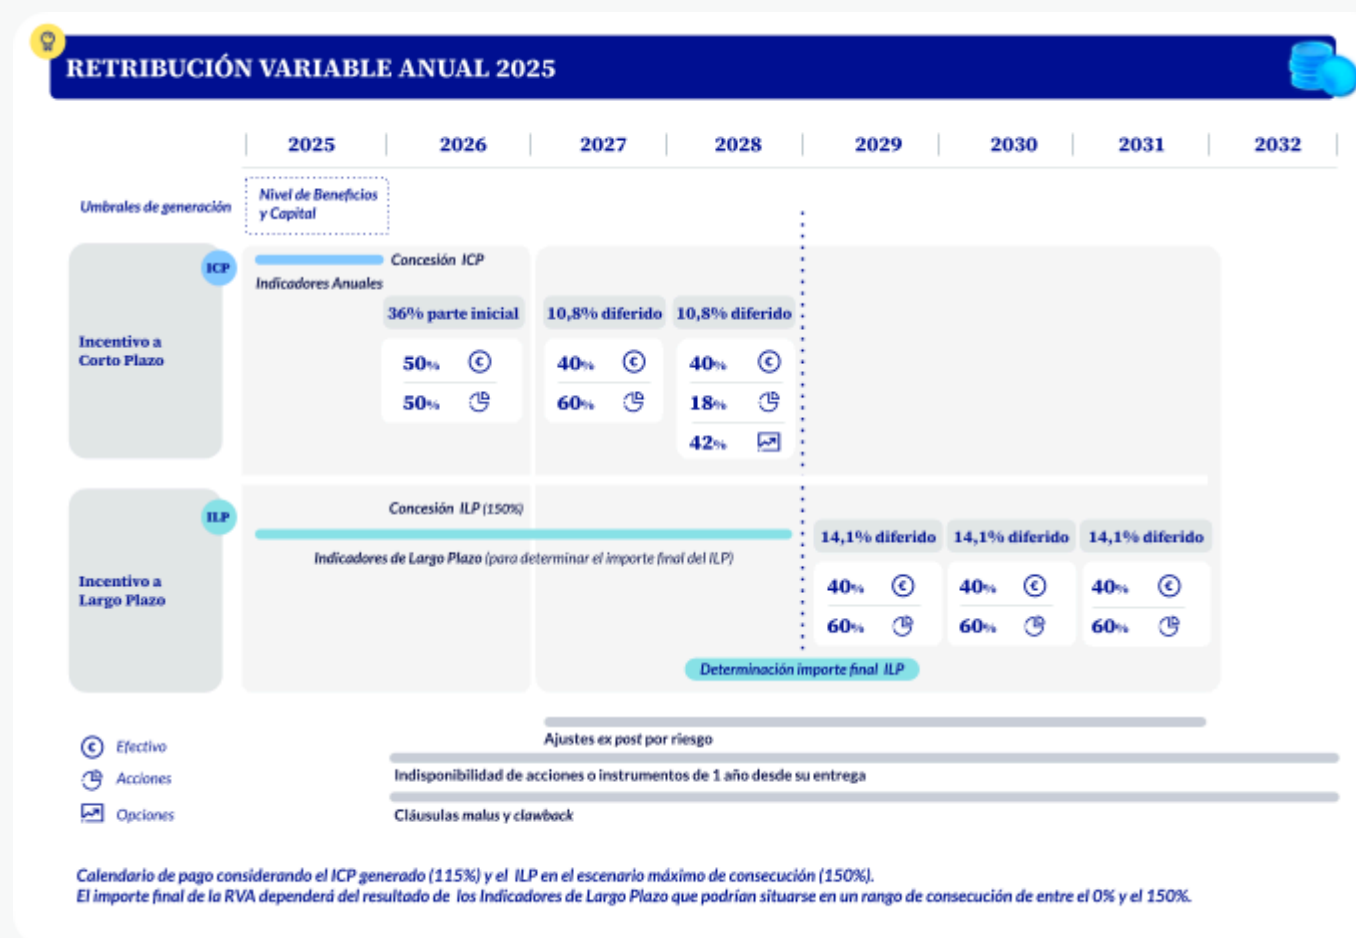 RETRIBUCIÓN VARIABLE ANUAL 2025
2025 2026 2027 2028 2029 2030 2031 2032
Umbrales de generación
Nivel de Beneficios
y Capital
ICP
Concesión ICP
Indicadores Anuales
Incentivo a
Corto Plazo
36% parte inicial 10,8% diferido 10,8% diferido
50% 40% 40%
50% 60% 18%
42%
ILP
Concesión ILP (150%)
Indicadores de Largo Plazo (para determinar el importe final del ILP)
Incentivo a
Largo Plazo
14,1% diferido 14,1% diferido 14,1% diferido
40% 40% 40%
60% 60% 60%
Determinación importe final ILP
Ajustes ex post por riesgo
Indisponibilidad de acciones o instrumentos de 1 año desde su entrega
Cláusulas malus y clawback
€ Efectivo
Acciones
Opciones
Calendario de pago considerando el ICP generado (115%) y el ILP en el escenario máximo de consecución (150%).
El importe final de la RVA dependerá del resultado de los Indicadores de Largo Plazo que podrían situarse en un rango de consecución de entre el 0% y el 150%.